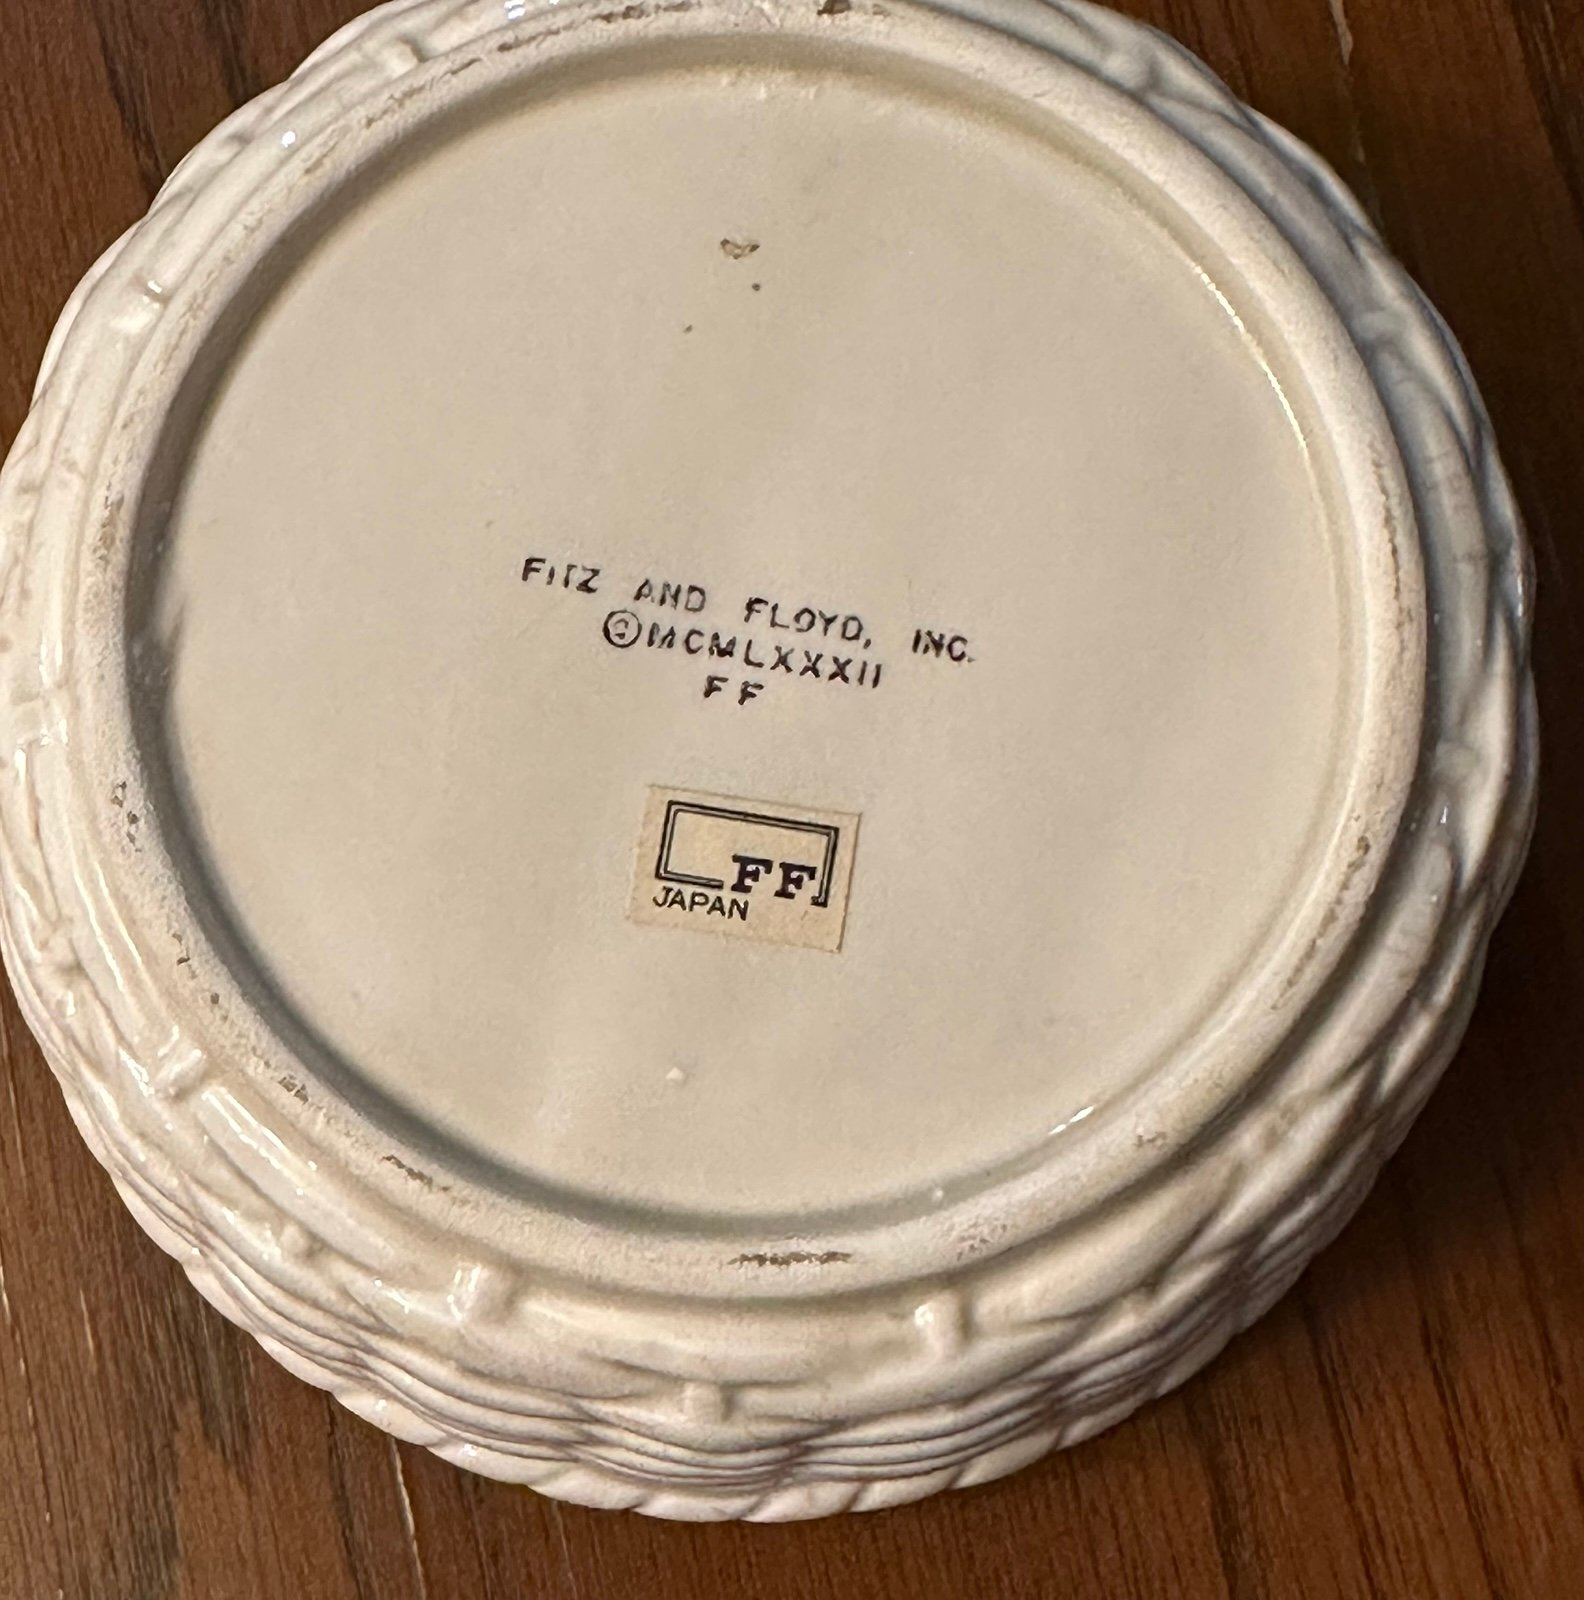 FITZ AND FLOYD, INC.
©MCMLXXXII
FF
FF
JAPAN